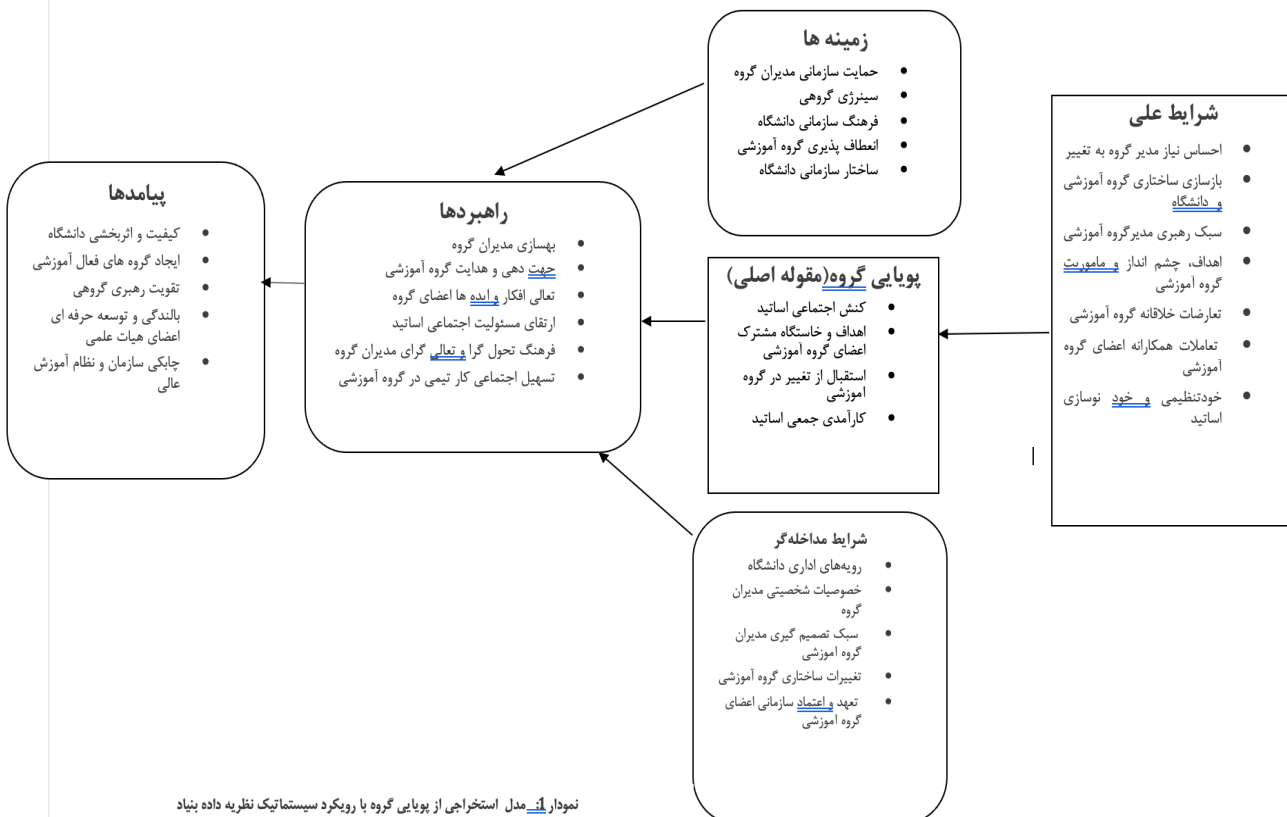 زمینه ها
حمایت سازمانی مدیران گروه
سینرژی گروهی
فرهنگ سازمانی دانشگاه
انعطاف پذیری گروه آموزشی
ساختار سازمانی دانشگاه
شرایط علی
احساس نیاز مدیر گروه به تغییر
بازسازی ساختاری گروه آموزشی
و دانشگاه
سبک رهبری مدیرگروه آموزشی
اهداف، چشم انداز و ماموریت
گروه آموزشی
تعارضات خلاقانه گروه آموزشی
تعاملات همکارانه اعضای گروه
آموزشی
خودتنظیمی و خود نوسازی
اساتید
پویایی گروه(مقوله اصلی)
کنش اجتماعی اساتید
اهداف و خاستگاه مشترک
اعضای گروه آموزشی
استقبال از تغییر در گروه
اموزشی
کارآمدی جمعی اساتید
راهبردها
بهسازی مدیران گروه
جهت دهی و هدایت گروه آموزشی
تعالی افکار و ایده ها اعضای گروه
ارتقای مسئولیت اجتماعی اساتید
فرهنگ تحول گرا و تعالی گرای مدیران گروه
تسهیل اجتماعی کار تیمی در گروه آموزشی
پیامدها
کیفیت و اثربخشی دانشگاه
ایجاد گروه های فعال آموزشی
تقویت رهبری گروهی
بالندگی و توسعه حرفه ای
اعضای هیات علمی
چابکی سازمان و نظام آموزش
عالی
شرایط مداخله‌گر
رویه‌های اداری دانشگاه
خصوصیات شخصیتی مدیران
گروه
سبک تصمیم گیری مدیران
گروه اموزشی
تغییرات ساختاری گروه آموزشی
تعهد و اعتماد سازمانی اعضای
گروه اموزشی
نمودار 1: مدل استخراجی از پویایی گروه با رویکرد سیستماتیک نظریه داده بنیاد